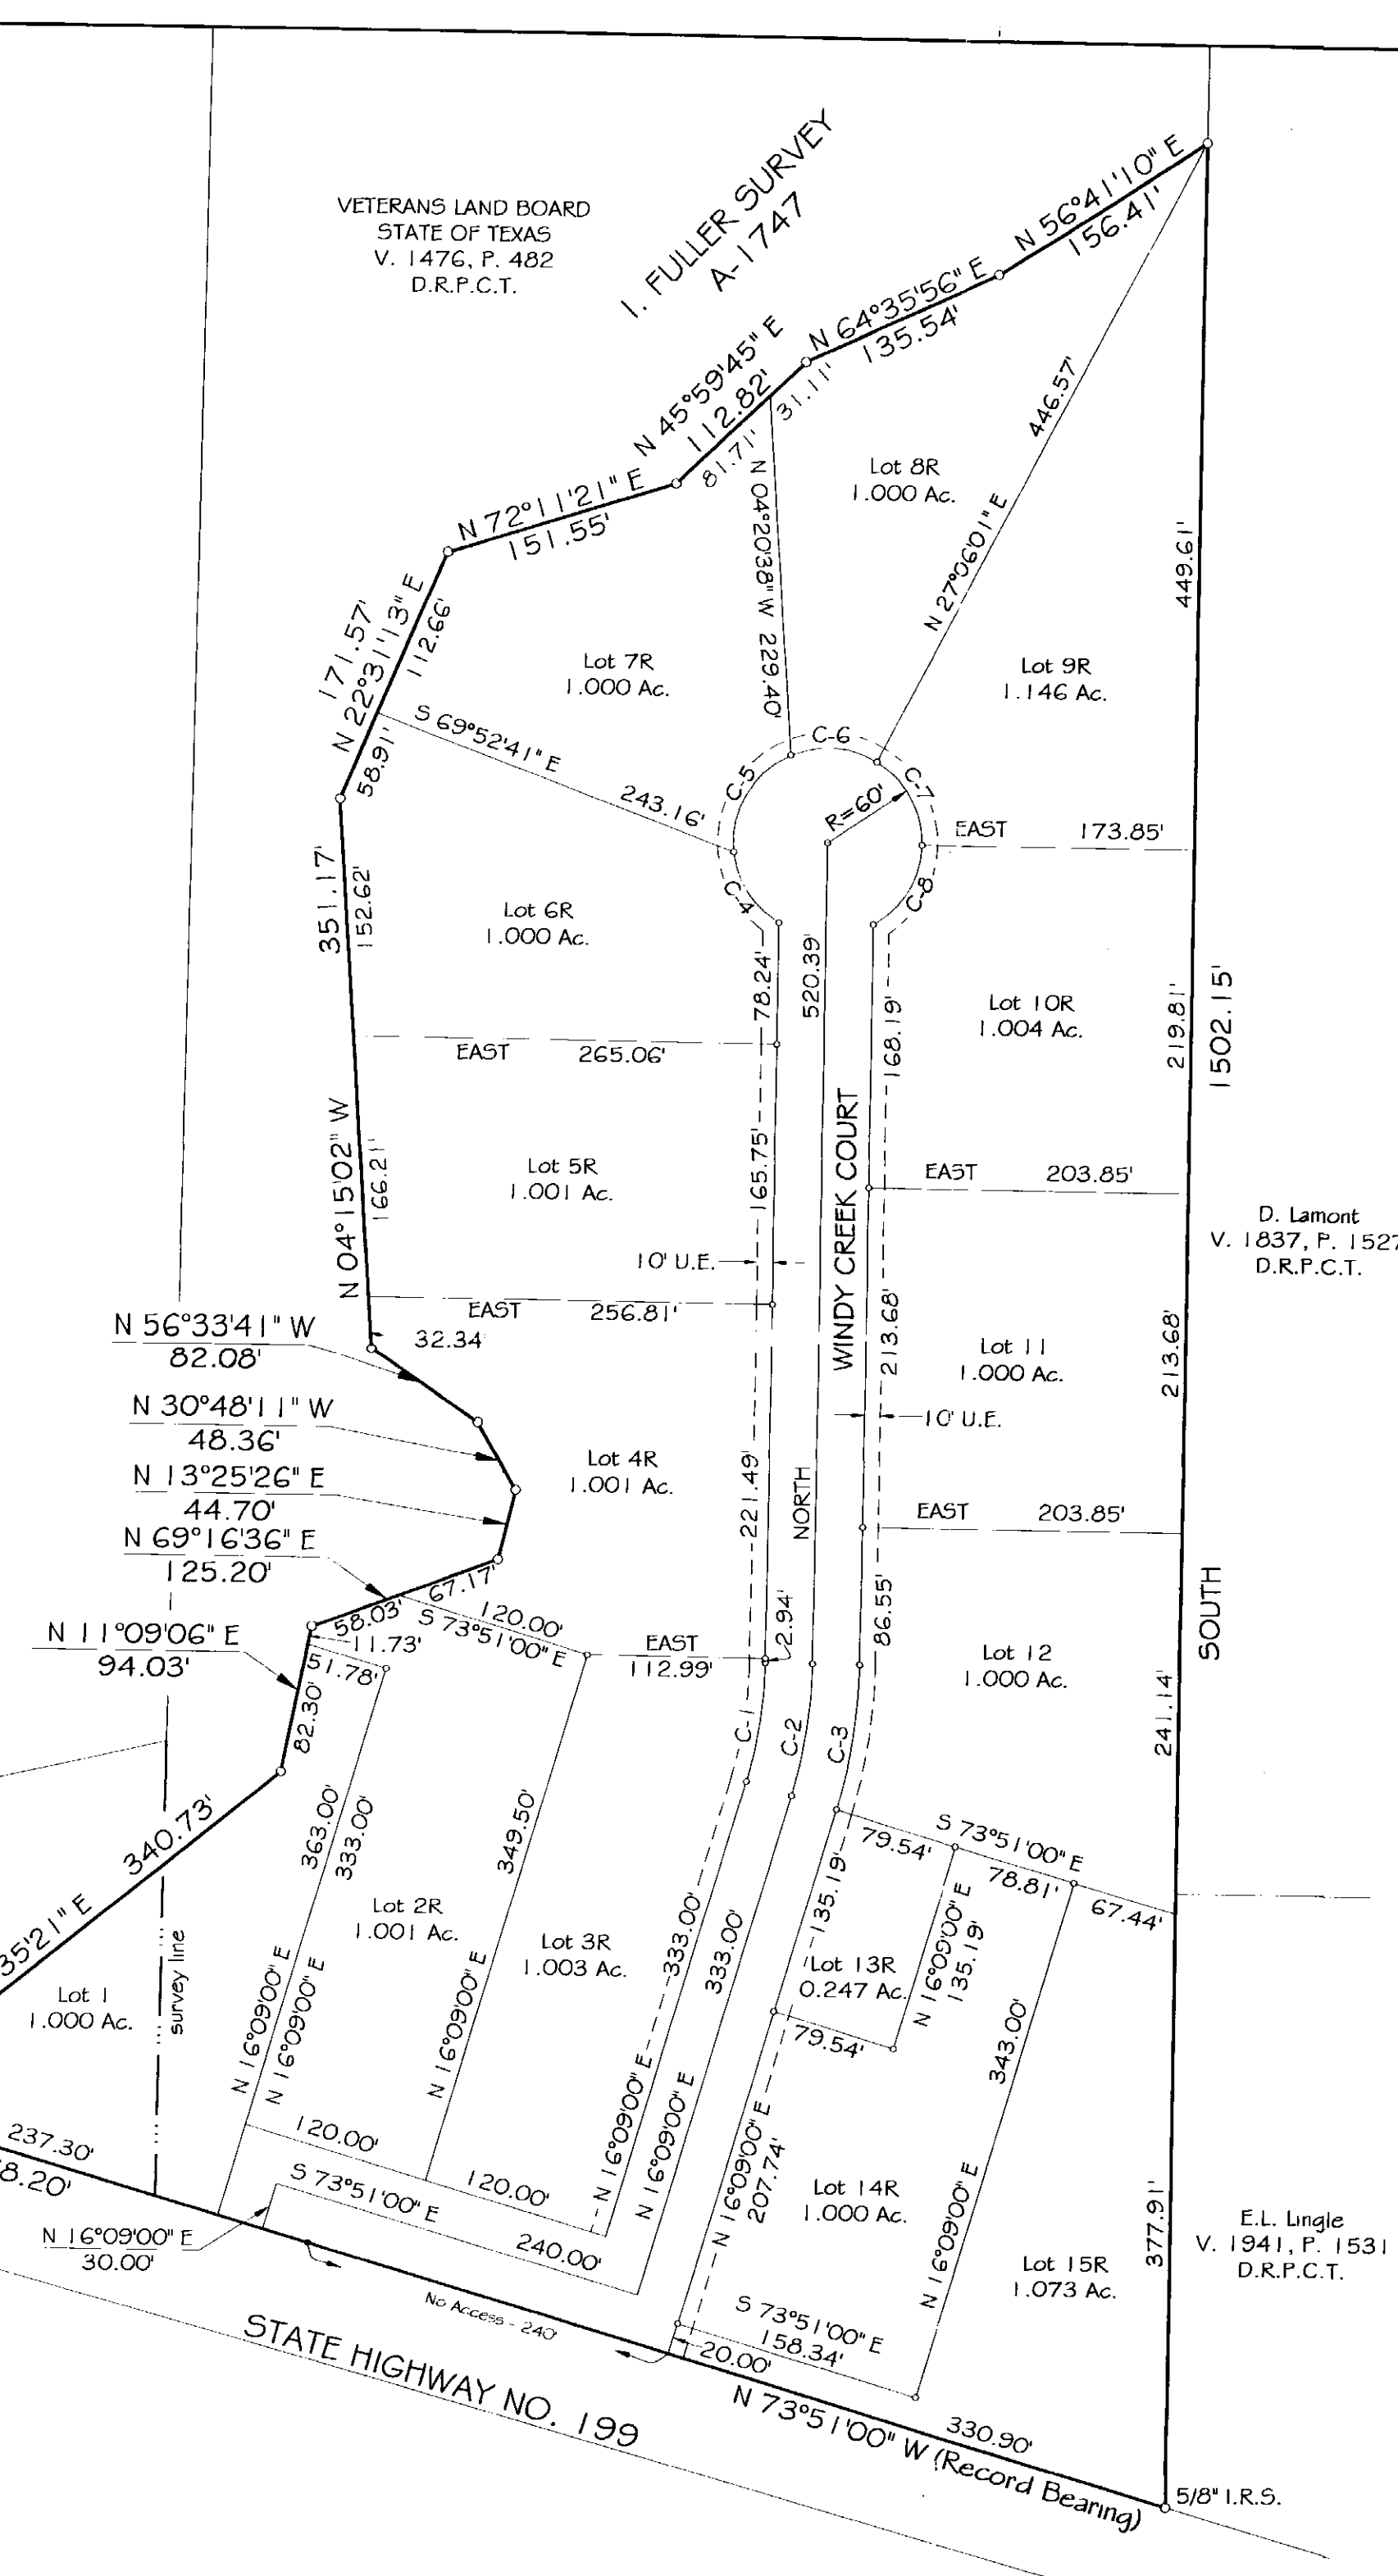 VETERANS LAND BOARD
STATE OF TEXAS
V. 1476, P. 482
D.R.P.C.T.
I. FULLER SURVEY
A-1747
N 56°41'10" E
156.41'
N 64°35'56" E
135.54'
N 45°59'45" E
112.82'
31.11'
81.71'
N 72°11'21" E
151.55'
171.57'
N 22°31'13" E
112.66'
58.91'
N 04°20'38" W 229.40'
446.57'
N 27°06'01" E
449.61'
Lot 8R
1.000 Ac.
Lot 7R
1.000 Ac.
Lot 9R
1.146 Ac.
S 69°52'41" E
243.16'
C-5
C-6
C-7
R=60'
C-4
C-8
EAST 173.85'
351.17'
152.62'
Lot 6R
1.000 Ac.
78.24'
520.39'
168.19'
Lot 10R
1.004 Ac.
219.81'
1502.15'
EAST 265.06'
N 04°15'02" W
166.21'
Lot 5R
1.001 Ac.
165.75'
WINDY CREEK COURT
EAST 203.85'
D. Lamont
V. 1837, P. 1527
D.R.P.C.T.
10' U.E.
EAST 256.81'
32.34
N 56°33'41" W
82.08'
N 30°48'11" W
48.36'
N 13°25'26" E
44.70'
N 69°16'36" E
125.20'
N 11°09'06" E
94.03'
213.68'
Lot 11
1.000 Ac.
213.68'
10' U.E.
Lot 4R
1.001 Ac.
221.49'
NORTH
EAST 203.85'
67.17'
58.03'
120.00'
S 73°51'00" E
11.73'
51.78'
82.30'
EAST
112.99'
2.94'
86.55'
Lot 12
1.000 Ac.
SOUTH
241.14'
C-1
C-2
C-3
340.73'
35'21" E
363.00'
333.00'
349.50'
N 16°09'00" E
N 16°09'00" E
N 16°09'00" E
Lot 1
1.000 Ac.
survey line
Lot 2R
1.001 Ac.
Lot 3R
1.003 Ac.
333.00'
333.00'
N 16°09'00" E
N 16°09'00" E
S 73°51'00" E
79.54'
78.81'
67.44'
135.19'
Lot 13R
0.247 Ac.
N 16°09'00" E
135.19'
79.54'
343.00'
N 16°09'00" E
N 16°09'00" E
207.74'
Lot 14R
1.000 Ac.
Lot 15R
1.073 Ac.
377.91'
E.L. Lingle
V. 1941, P. 1531
D.R.P.C.T.
237.30'
8.20'
120.00'
120.00'
S 73°51'00" E
240.00'
N 16°09'00" E
30.00'
No Access - 240'
S 73°51'00" E
158.34'
20.00'
STATE HIGHWAY NO. 199
330.90'
N 73°51'00" W (Record Bearing)
5/8" I.R.S.